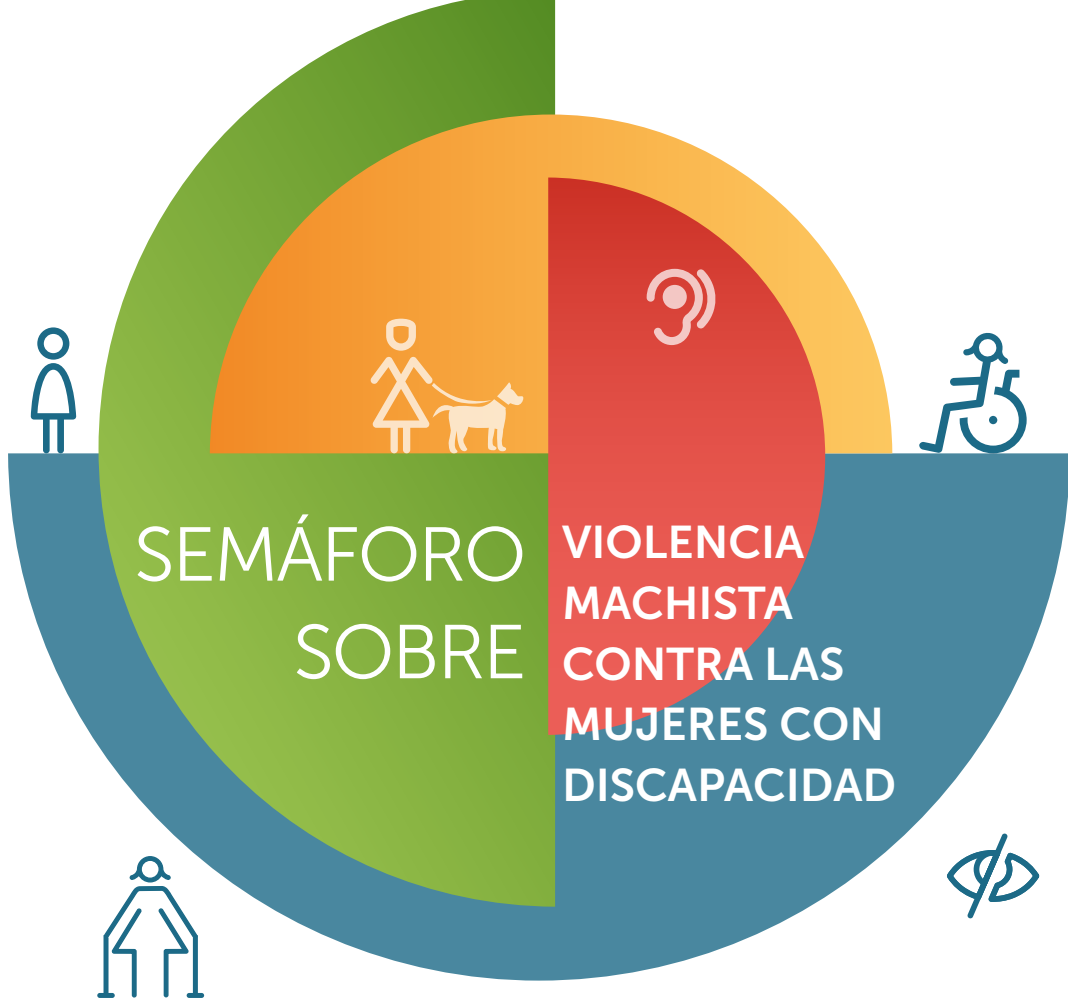 SEMÁFORO
SOBRE
VIOLENCIA
MACHISTA
CONTRA LAS
MUJERES CON
DISCAPACIDAD